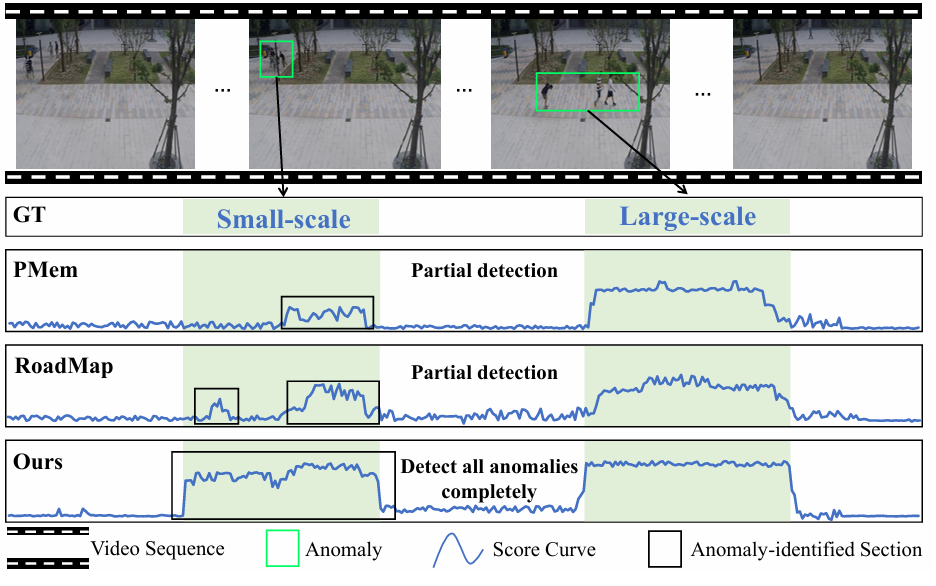 ... ... ...
GT Small-scale Large-scale
PMem Partial detection
RoadMap Partial detection
Ours Detect all anomalies
completely
Video Sequence Anomaly Score Curve Anomaly-identified Section